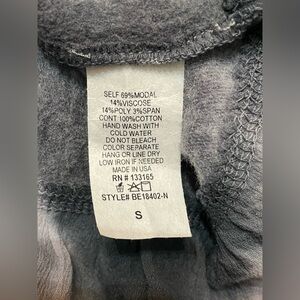 SELF 69%MODAL
14%VISCOSE
14%POLY 3%SPAN
CONT 100%COTTON
HAND WASH WITH
COLD WATER
DO NOT BLEACH
COLOR SEPARATE
HANG OR LINE DRY
LOW IRON IF NEEDED
MADE IN USA
RN # 133165
STYLE# BE18402-N
S